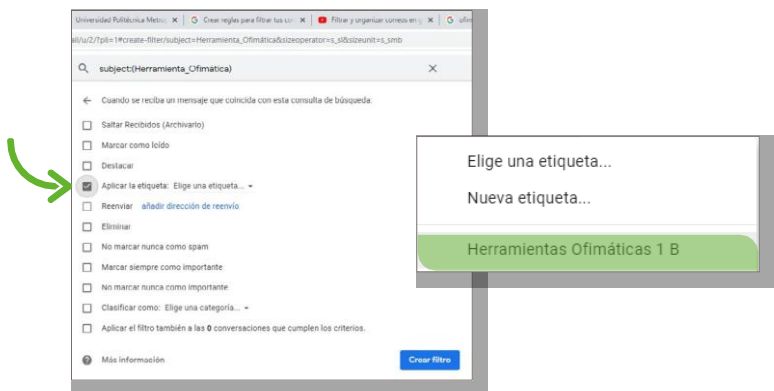 Universidad Politécnica Metrop × G Crear reglas para filtrar tus cor × Filtrar y organizar correos en g × G ofim
ail/u/2/?pli=1#create-filter/subject=Herramienta_Ofimática&sizeoperator=s_sl&sizeunit=s_smb
subject:(Herramienta_Ofimática)
Cuando se reciba un mensaje que coincida con esta consulta de búsqueda:
Saltar Recibidos (Archivarlo)
Marcar como leído
Destacar
Aplicar la etiqueta: Elige una etiqueta...
Reenviar añadir dirección de reenvío
Eliminar
No marcar nunca como spam
Marcar siempre como importante
No marcar nunca como importante
Clasificar como: Elige una categoría...
Aplicar el filtro también a las 0 conversaciones que cumplen los criterios.
Más información
Crear filtro
Elige una etiqueta...
Nueva etiqueta...
Herramientas Ofimáticas 1 B